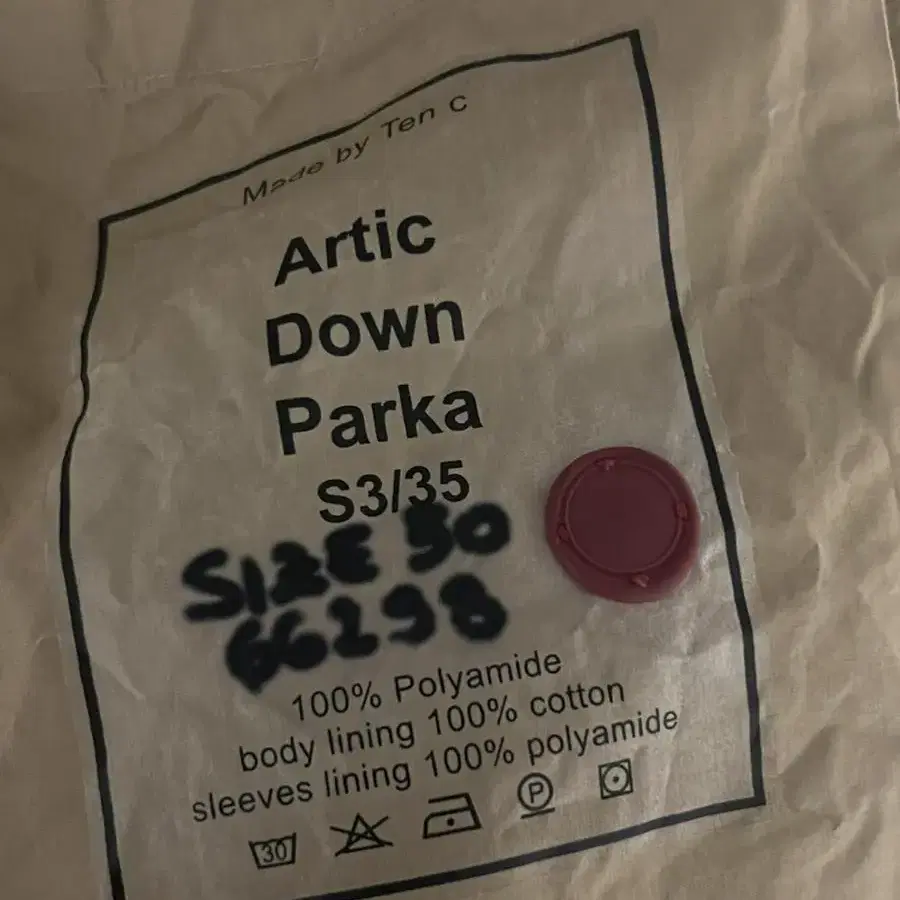 Made by Ten C
Artic
Down
Parka
S3/35
SIZE 50
66298
100% Polyamide
body lining 100% cotton
sleeves lining 100% polyamide
30
P